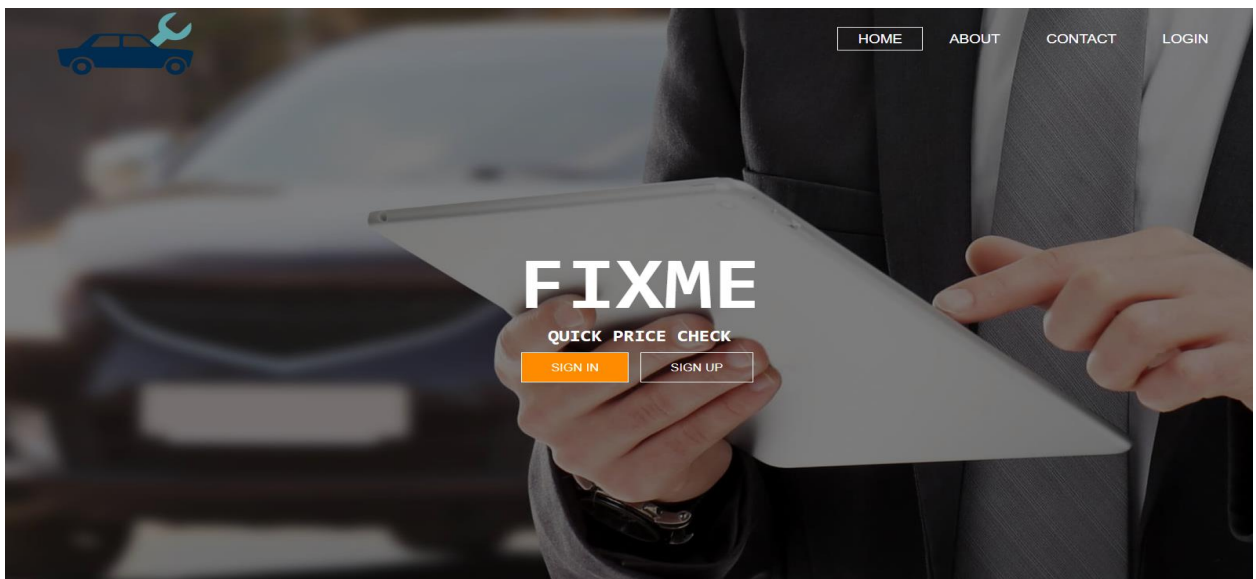 HOME ABOUT CONTACT LOGIN
FIXME
QUICK PRICE CHECK
SIGN IN SIGN UP